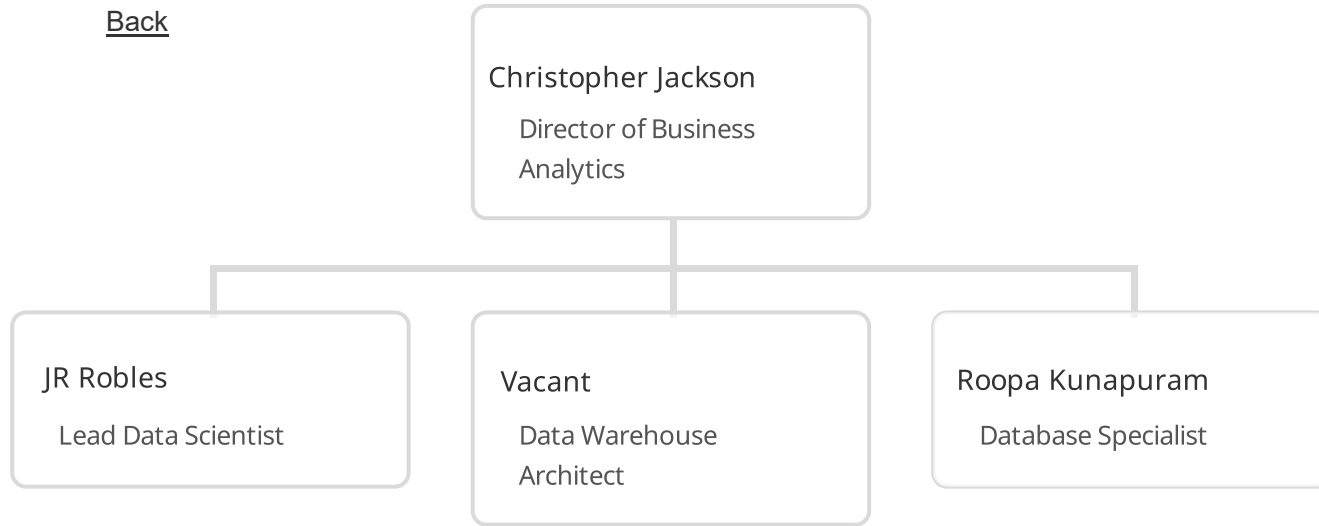 Back
Christopher Jackson
Director of Business
Analytics
JR Robles
Lead Data Scientist
Vacant
Data Warehouse
Architect
Roopa Kunapuram
Database Specialist